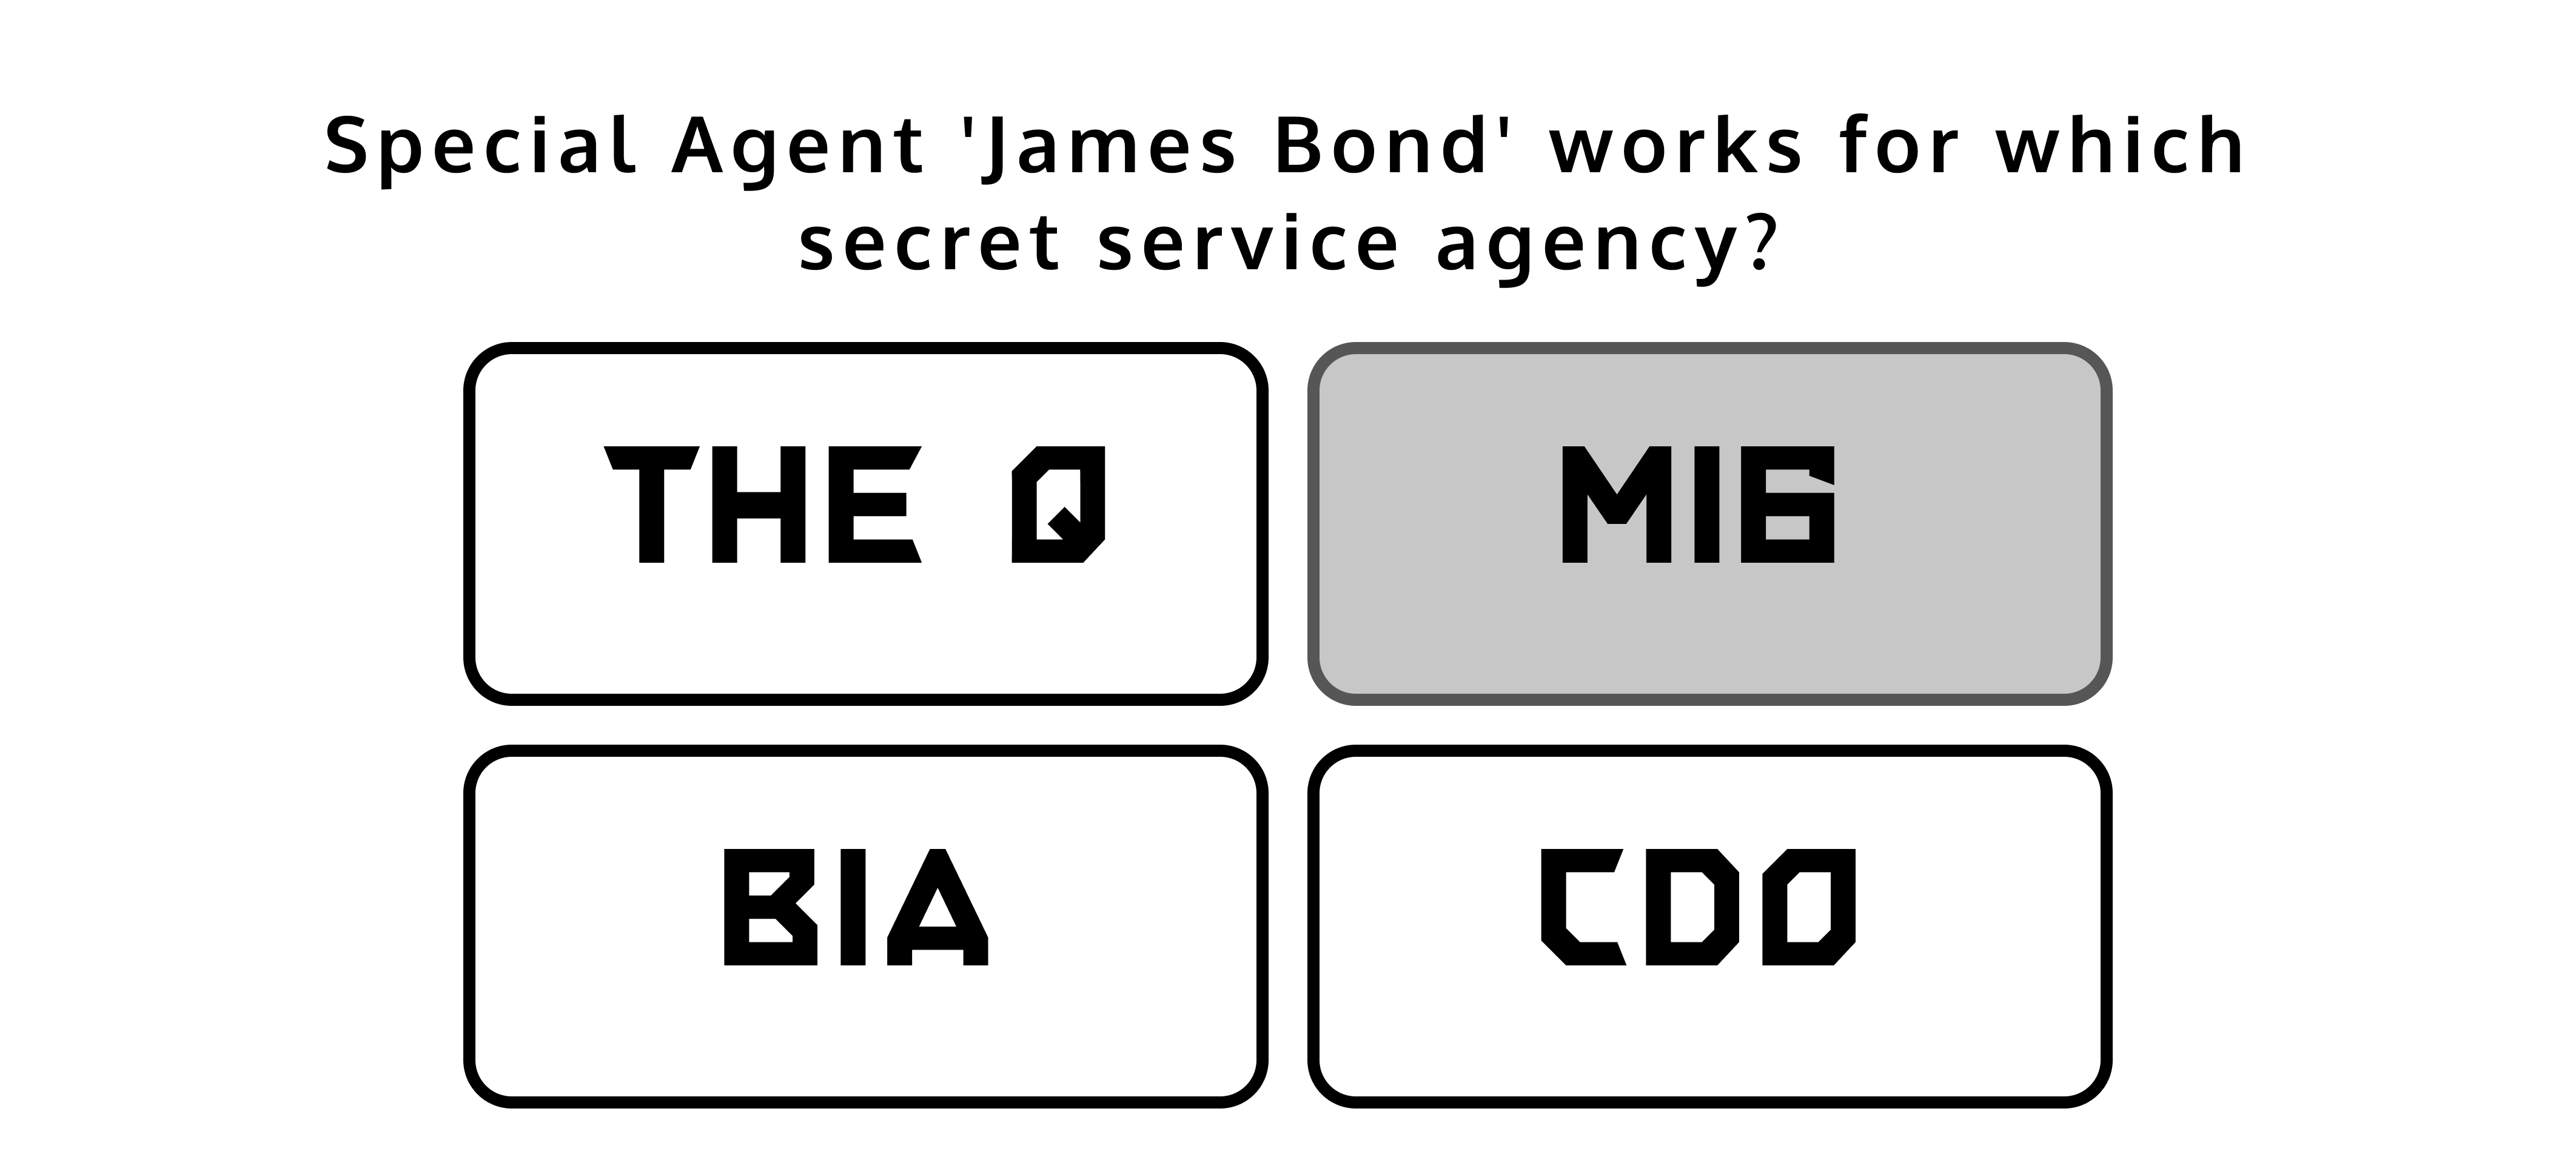 Special Agent 'James Bond' works for which
secret service agency?
THE Q
MI6
BIA
CDO